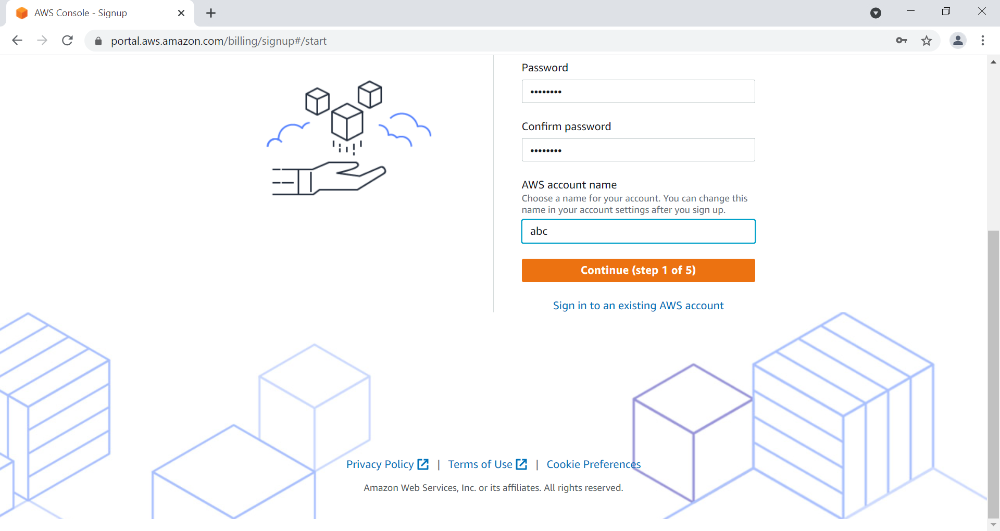 AWS Console - Signup
portal.aws.amazon.com/billing/signup#/start
Password
••••••••
Confirm password
••••••••
AWS account name
Choose a name for your account. You can change this
name in your account settings after you sign up.
abc
Continue (step 1 of 5)
Sign in to an existing AWS account
Privacy Policy | Terms of Use | Cookie Preferences
Amazon Web Services, Inc. or its affiliates. All rights reserved.